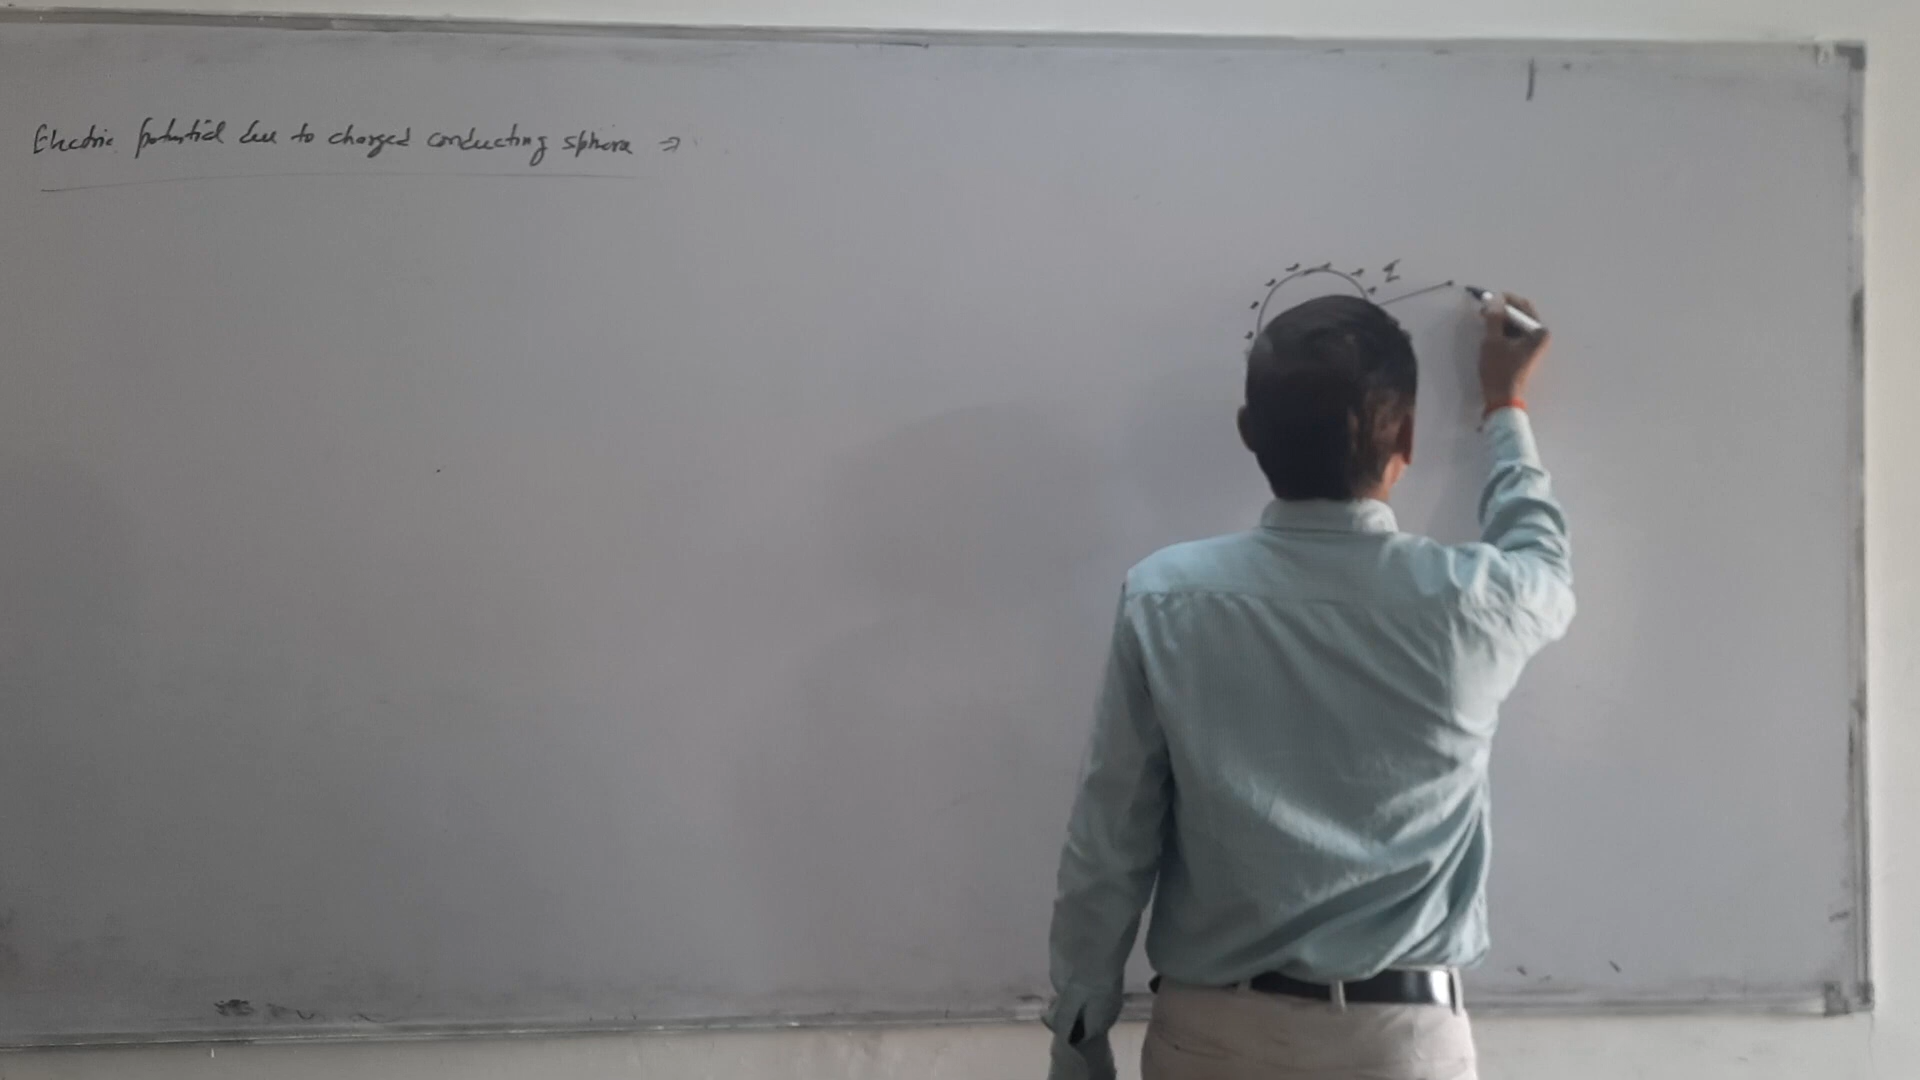 Electric potential due to charged conducting sphere ⇒